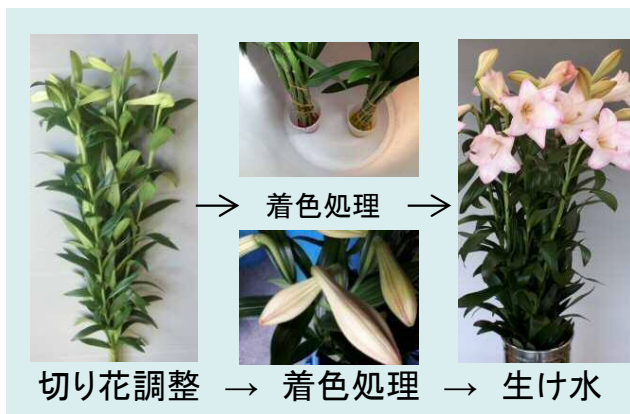 → 着色処理 →
切り花調整 → 着色処理 → 生け水